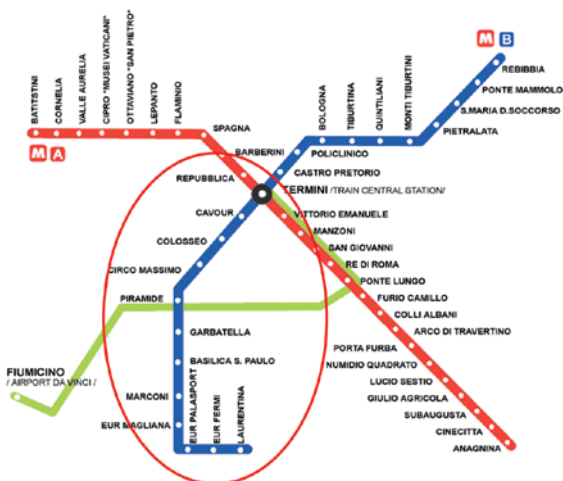 M B
REBIBBIA
PONTE MAMMOLO
S.MARIA D.SOCCORSO
PIETRALATA
MONTI TIBURTINI
QUINTILIANI
TIBURTINA
BOLOGNA
POLICLINICO
CASTRO PRETORIO
BATITSTINI
CORNELIA
VALLE AURELIA
CIPRO "MUSEI VATICANI"
OTTAVIANO "SAN PIETRO"
LEPANTO
FLAMINIO
M A
SPAGNA
BARBERINI
REPUBBLICA
TERMINI /TRAIN CENTRAL STATION/
VITTORIO EMANUELE
MANZONI
SAN GIOVANNI
RE DI ROMA
PONTE LUNGO
FURIO CAMILLO
COLLI ALBANI
ARCO DI TRAVERTINO
PORTA FURBA
NUMIDIO QUADRATO
LUCIO SESTIO
GIULIO AGRICOLA
SUBAUGUSTA
CINECITTA
ANAGNINA
CAVOUR
COLOSSEO
CIRCO MASSIMO
PIRAMIDE
GARBATELLA
BASILICA S. PAULO
MARCONI
EUR MAGLIANA
EUR PALASPORT
EUR FERMI
LAURENTINA
FIUMICINO
/ AIRPORT DA VINCI /